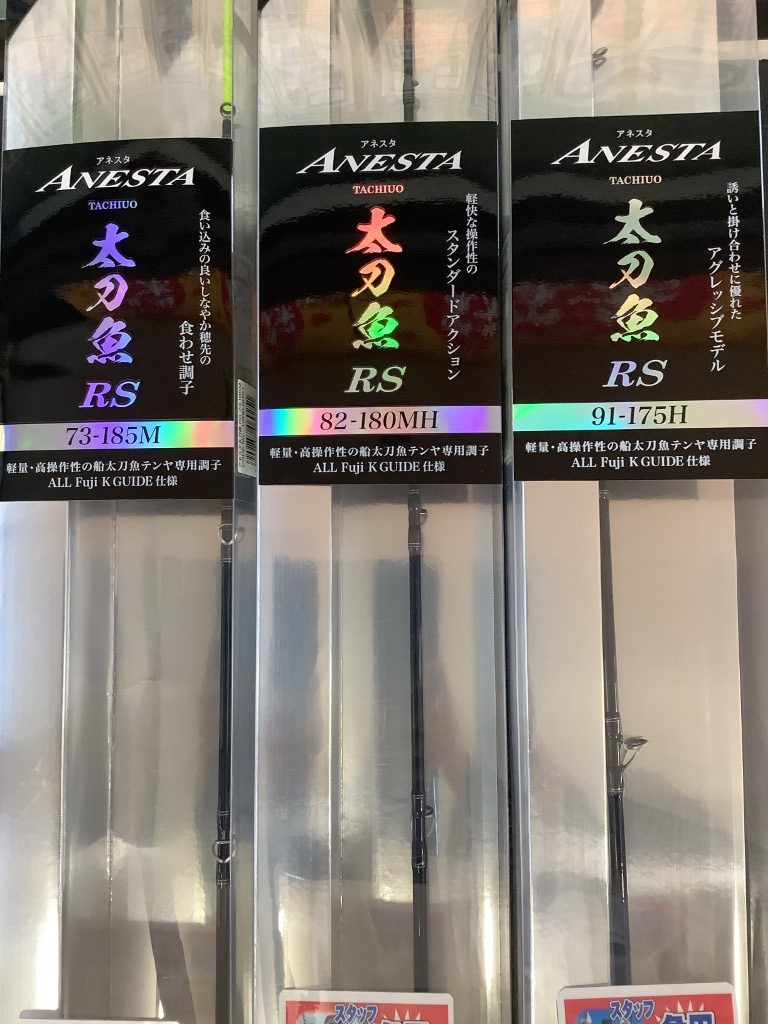 アネスタ
ANESTA
TACHIUO
太刀魚
RS
食い込みの良いしなやか穂先の
食わせ調子
73-185M
軽量・高操作性の船太刀魚テンヤ専用調子
ALL Fuji K GUIDE 仕様
アネスタ
ANESTA
TACHIUO
太刀魚
RS
軽快な操作性の
スタンダードアクション
82-180MH
軽量・高操作性の船太刀魚テンヤ専用調子
ALL Fuji K GUIDE 仕様
スタッフ
アネスタ
ANESTA
TACHIUO
太刀魚
RS
誘いと掛け合わせに優れた
アグレッシブモデル
91-175H
軽量・高操作性の船太刀魚テンヤ専用調子
ALL Fuji K GUIDE 仕様
スタッフ